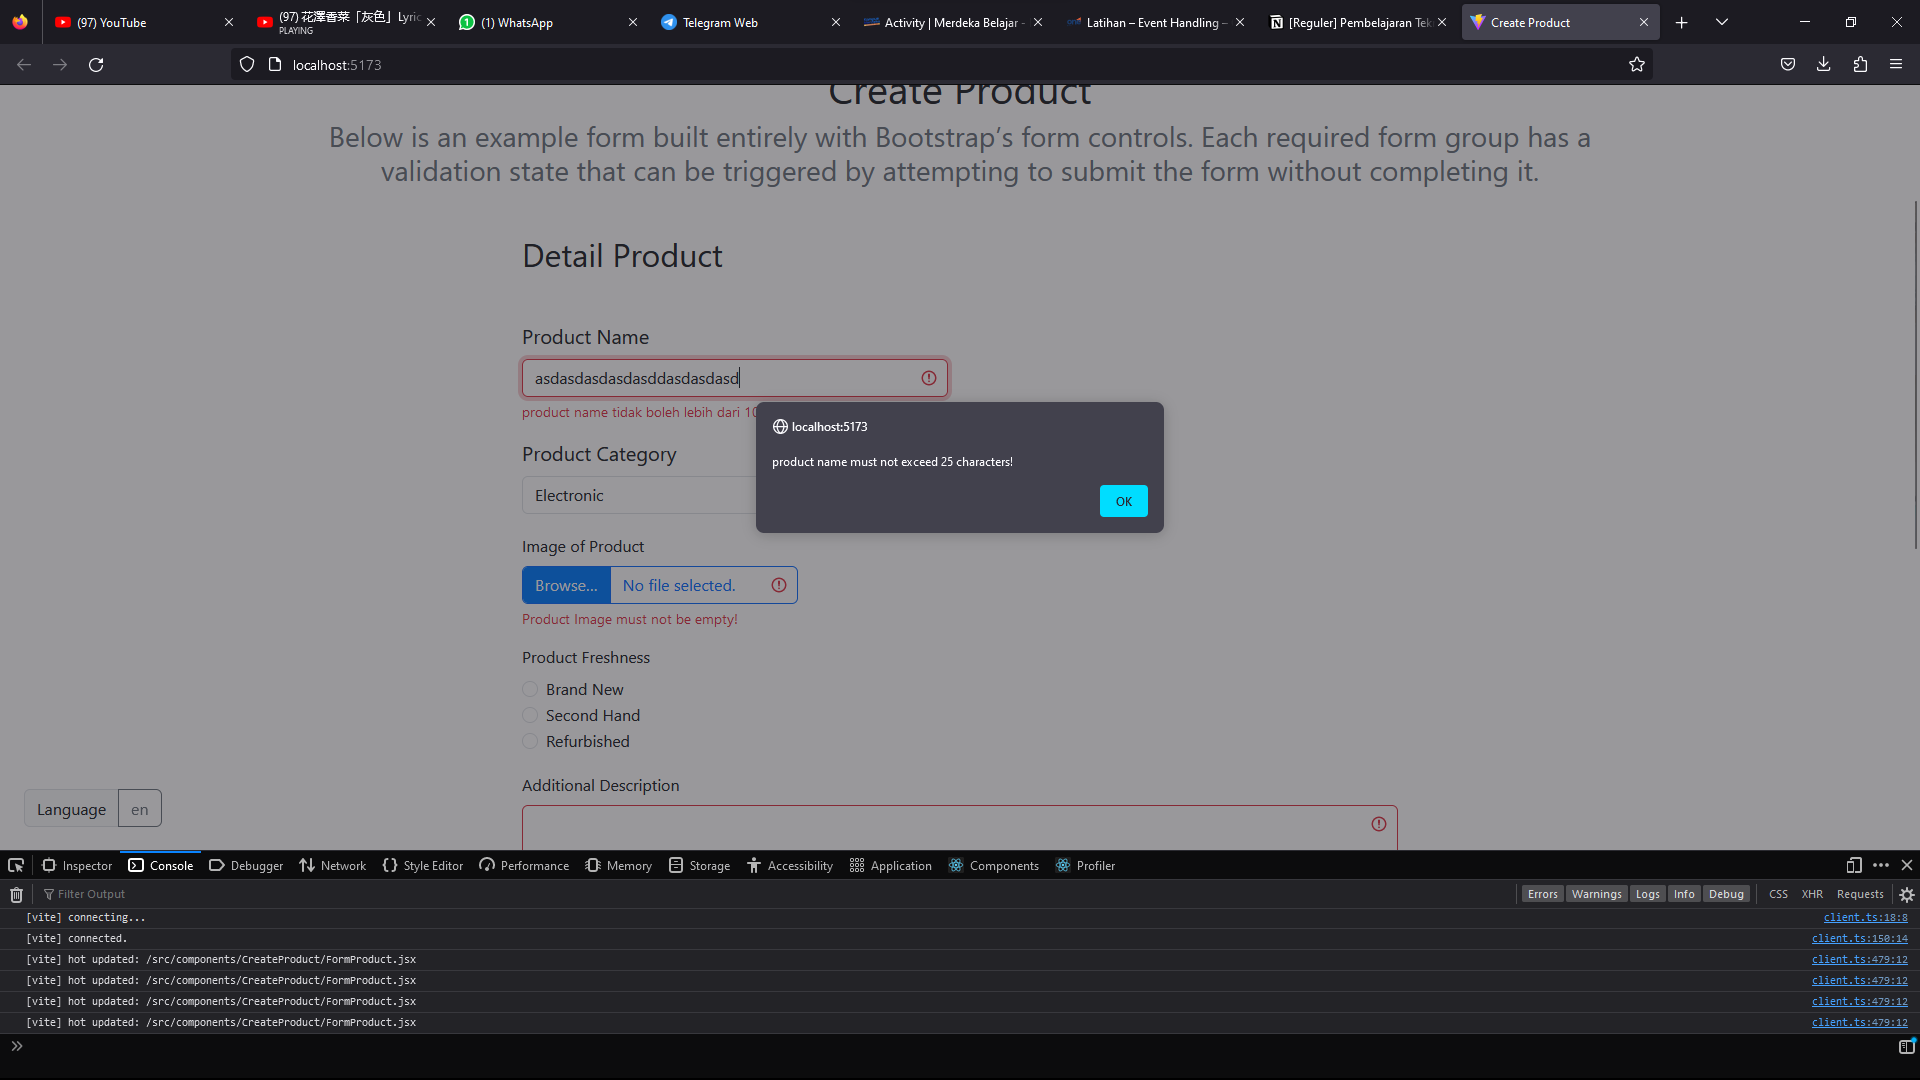 (97) YouTube
(97) 花澤香菜「灰色」Lyric
PLAYING
(1) WhatsApp
Telegram Web
Activity | Merdeka Belajar -
Latihan – Event Handling –
[Reguler] Pembelajaran Tek
Create Product
localhost:5173
Create Product
Below is an example form built entirely with Bootstrap’s form controls. Each required form group has a
validation state that can be triggered by attempting to submit the form without completing it.
Detail Product
Product Name
asdasdasdasdasddasdasdasd
product name tidak boleh lebih dari 10
localhost:5173
product name must not exceed 25 characters!
OK
Product Category
Electronic
Image of Product
Browse... No file selected.
Product Image must not be empty!
Product Freshness
Brand New
Second Hand
Refurbished
Additional Description
Language en
Inspector Console Debugger Network Style Editor Performance Memory Storage Accessibility Application Components Profiler
Filter Output Errors Warnings Logs Info Debug CSS XHR Requests
[vite] connecting... client.ts:18:8
[vite] connected. client.ts:150:14
[vite] hot updated: /src/components/CreateProduct/FormProduct.jsx client.ts:479:12
[vite] hot updated: /src/components/CreateProduct/FormProduct.jsx client.ts:479:12
[vite] hot updated: /src/components/CreateProduct/FormProduct.jsx client.ts:479:12
[vite] hot updated: /src/components/CreateProduct/FormProduct.jsx client.ts:479:12